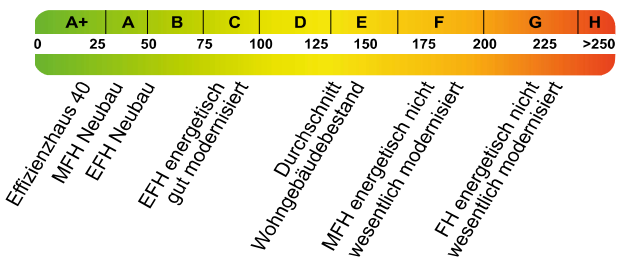 A+ A B C D E F G H
0 25 50 75 100 125 150 175 200 225 >250
Effizienzhaus 40
MFH Neubau
EFH Neubau
EFH energetisch
gut modernisiert
Durchschnitt
Wohngebäudebestand
MFH energetisch nicht
wesentlich modernisiert
FH energetisch nicht
wesentlich modernisiert